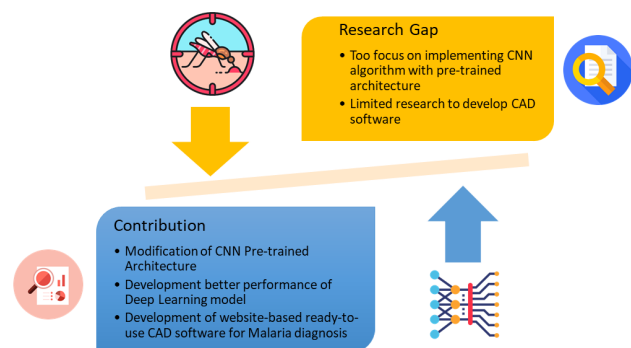 Research Gap
• Too focus on implementing CNN
algorithm with pre-trained
architecture
• Limited research to develop CAD
software
Contribution
• Modification of CNN Pre-trained
Architecture
• Development better performance of
Deep Learning model
• Development of website-based ready-to-
use CAD software for Malaria diagnosis